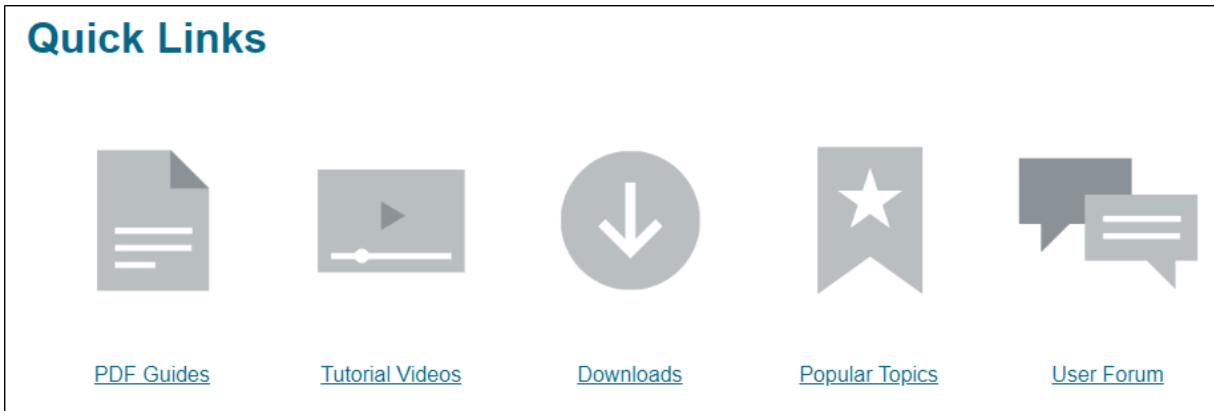 Quick Links
PDF Guides
Tutorial Videos
Downloads
Popular Topics
User Forum